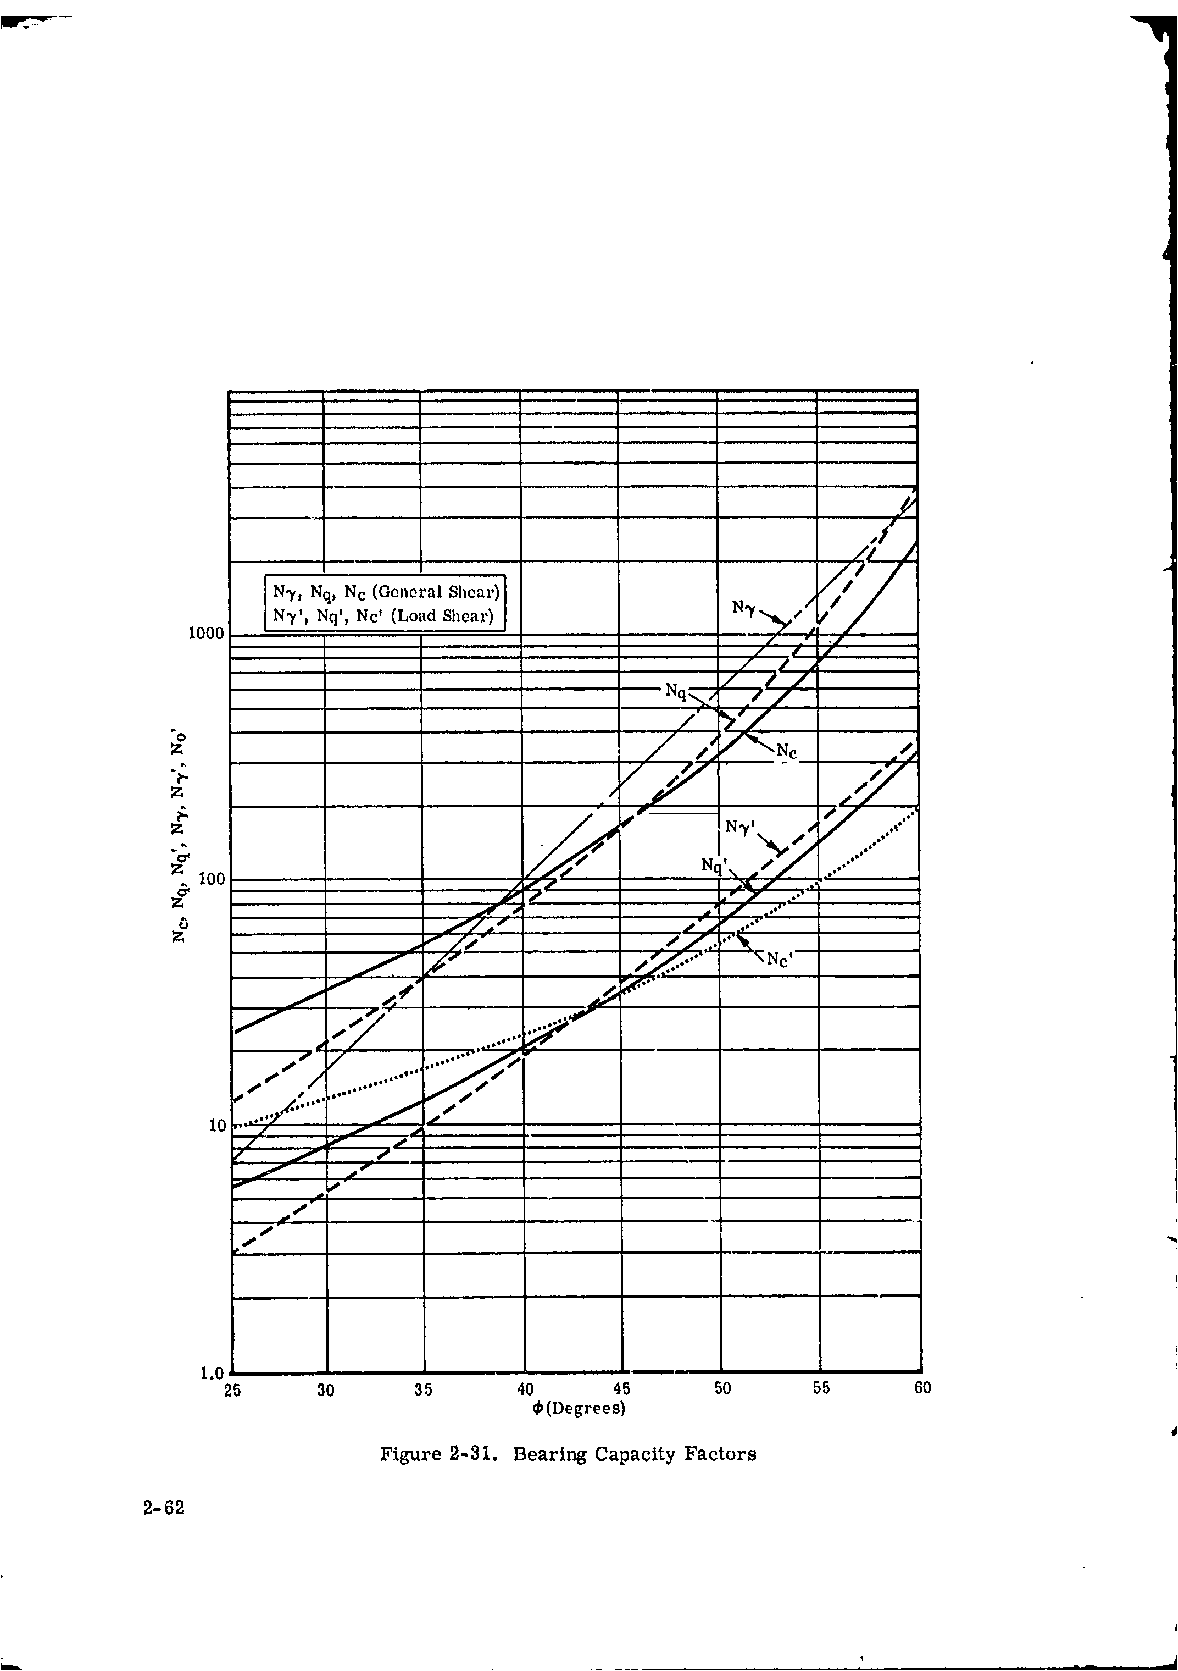 Nγ, Nq, Nc (General Shear)
Nγ', Nq', Nc' (Load Shear)
1000
100
10
1.0
Nc, Nq, Nq', Nγ, Nγ', No'
Nγ
Nq
Nc
Nγ'
Nq'
Nc'
25 30 35 40 45 50 55 60
ϕ (Degrees)
Figure 2-31. Bearing Capacity Factors
2-62